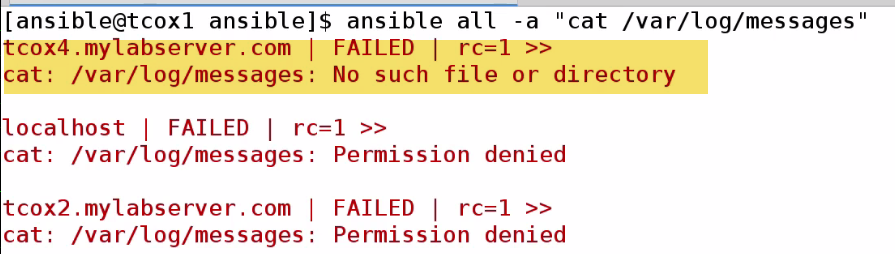 [ansible@tcox1 ansible]$ ansible all -a "cat /var/log/messages"
tcox4.mylabserver.com | FAILED | rc=1 >>
cat: /var/log/messages: No such file or directory
localhost | FAILED | rc=1 >>
cat: /var/log/messages: Permission denied
tcox2.mylabserver.com | FAILED | rc=1 >>
cat: /var/log/messages: Permission denied